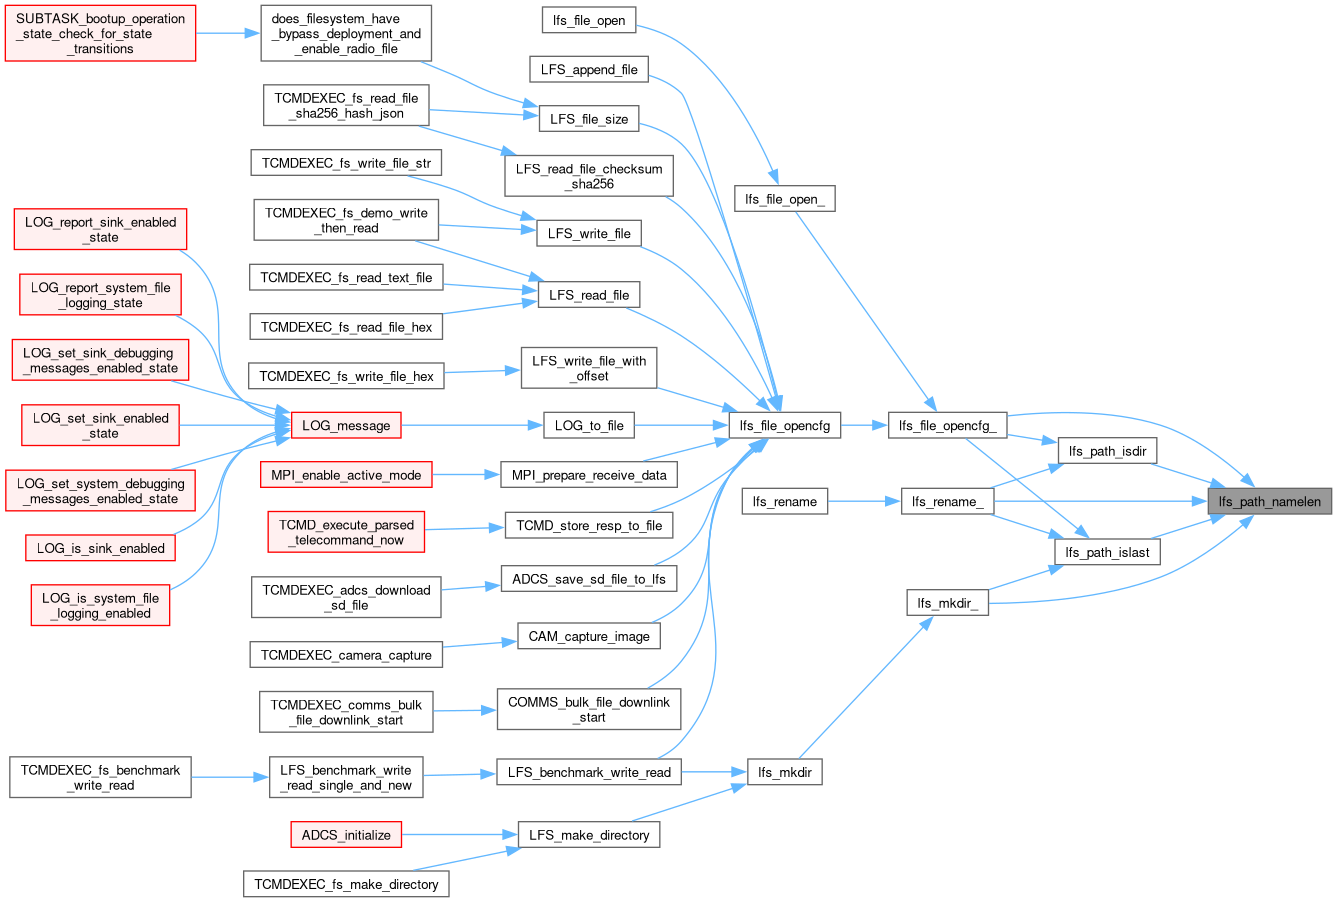 SUBTASK_bootup_operation
_state_check_for_state
_transitions
does_filesystem_have
_bypass_deployment_and
_enable_radio_file
lfs_file_open
LFS_append_file
TCMDEXEC_fs_read_file
_sha256_hash_json
LFS_file_size
TCMDEXEC_fs_write_file_str
LFS_read_file_checksum
_sha256
lfs_file_open_
LOG_report_sink_enabled
_state
TCMDEXEC_fs_demo_write
_then_read
LFS_write_file
LOG_report_system_file
_logging_state
TCMDEXEC_fs_read_text_file
LFS_read_file
TCMDEXEC_fs_read_file_hex
LOG_set_sink_debugging
_messages_enabled_state
TCMDEXEC_fs_write_file_hex
LFS_write_file_with
_offset
LOG_set_sink_enabled
_state
LOG_message
LOG_to_file
lfs_file_opencfg
lfs_file_opencfg_
lfs_path_isdir
LOG_set_system_debugging
_messages_enabled_state
MPI_enable_active_mode
MPI_prepare_receive_data
lfs_rename
lfs_rename_
lfs_path_namelen
TCMD_execute_parsed
_telecommand_now
TCMD_store_resp_to_file
LOG_is_sink_enabled
lfs_path_islast
LOG_is_system_file
_logging_enabled
TCMDEXEC_adcs_download
_sd_file
ADCS_save_sd_file_to_lfs
lfs_mkdir_
TCMDEXEC_camera_capture
CAM_capture_image
TCMDEXEC_comms_bulk
_file_downlink_start
COMMS_bulk_file_downlink
_start
TCMDEXEC_fs_benchmark
_write_read
LFS_benchmark_write
_read_single_and_new
LFS_benchmark_write_read
lfs_mkdir
ADCS_initialize
LFS_make_directory
TCMDEXEC_fs_make_directory